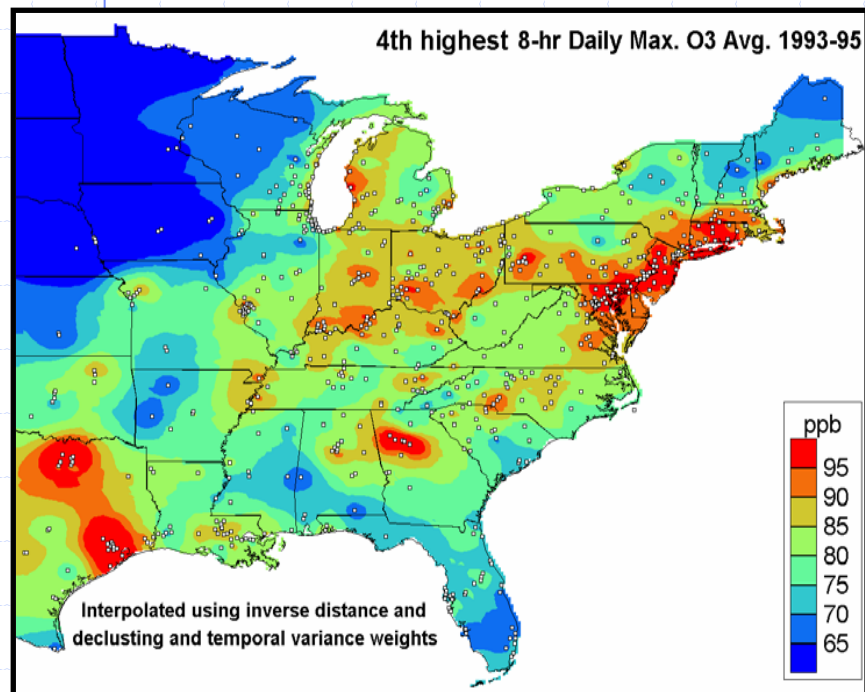 4th highest 8-hr Daily Max. O3 Avg. 1993-95
ppb
95
90
85
80
75
70
65
Interpolated using inverse distance and
declusting and temporal variance weights